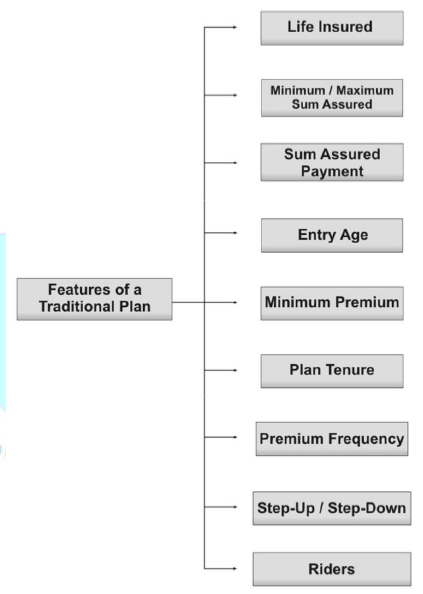 Life Insured
Minimum / Maximum
Sum Assured
Sum Assured
Payment
Entry Age
Features of a
Traditional Plan
Minimum Premium
Plan Tenure
Premium Frequency
Step-Up / Step-Down
Riders